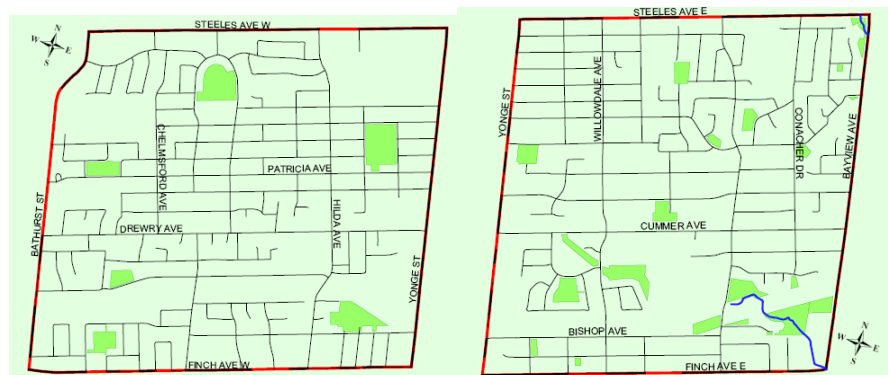 STEELES AVE W
N
W
E
S
CHELMSFORD AVE
PATRICIA AVE
HILDA AVE
BATHURST ST
DREWRY AVE
YONGE ST
FINCH AVE W
STEELES AVE E
YONGE ST
WILLOWDALE AVE
CONACHER DR
BAYVIEW AVE
CUMMER AVE
BISHOP AVE
N
W
E
S
FINCH AVE E